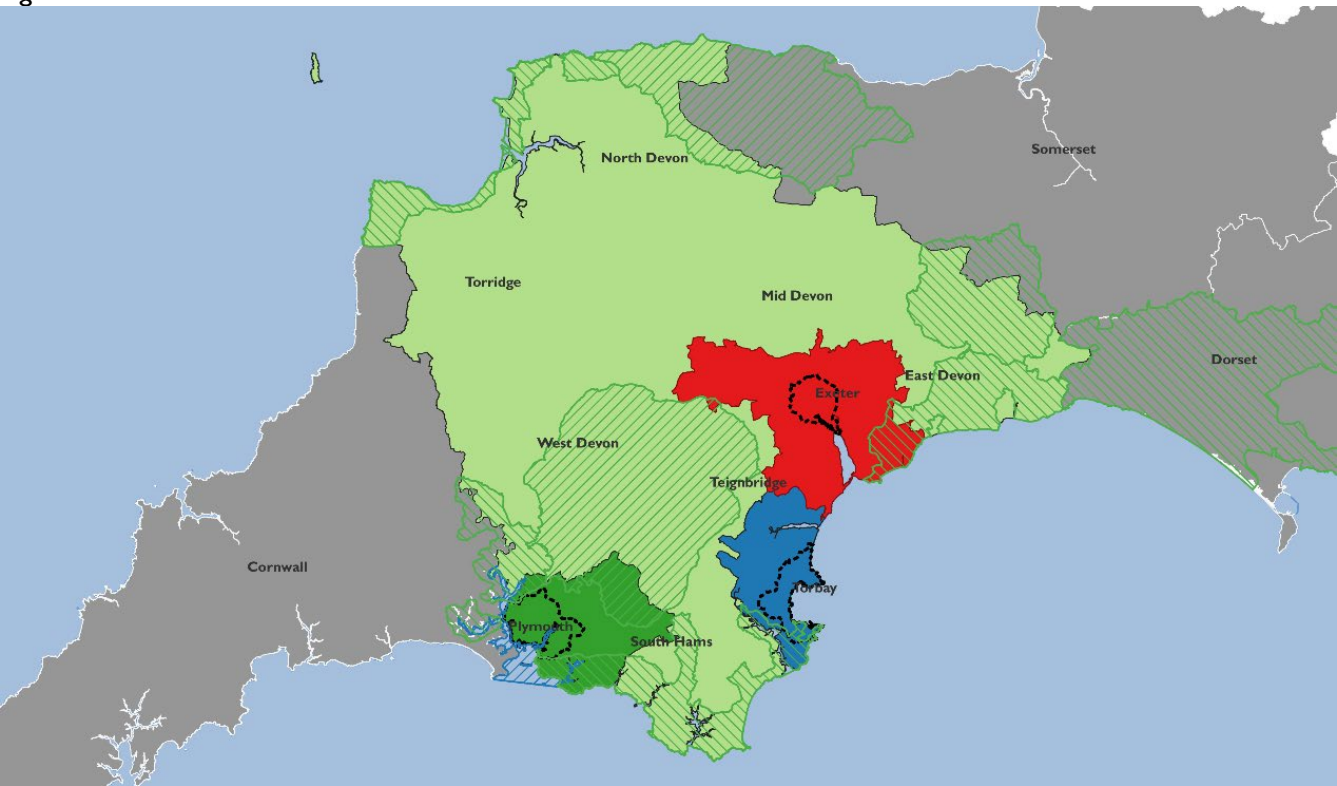 Somerset
North Devon
Torridge
Mid Devon
Dorset
East Devon
Exeter
West Devon
Teignbridge
Cornwall
Torbay
Plymouth
South Hams